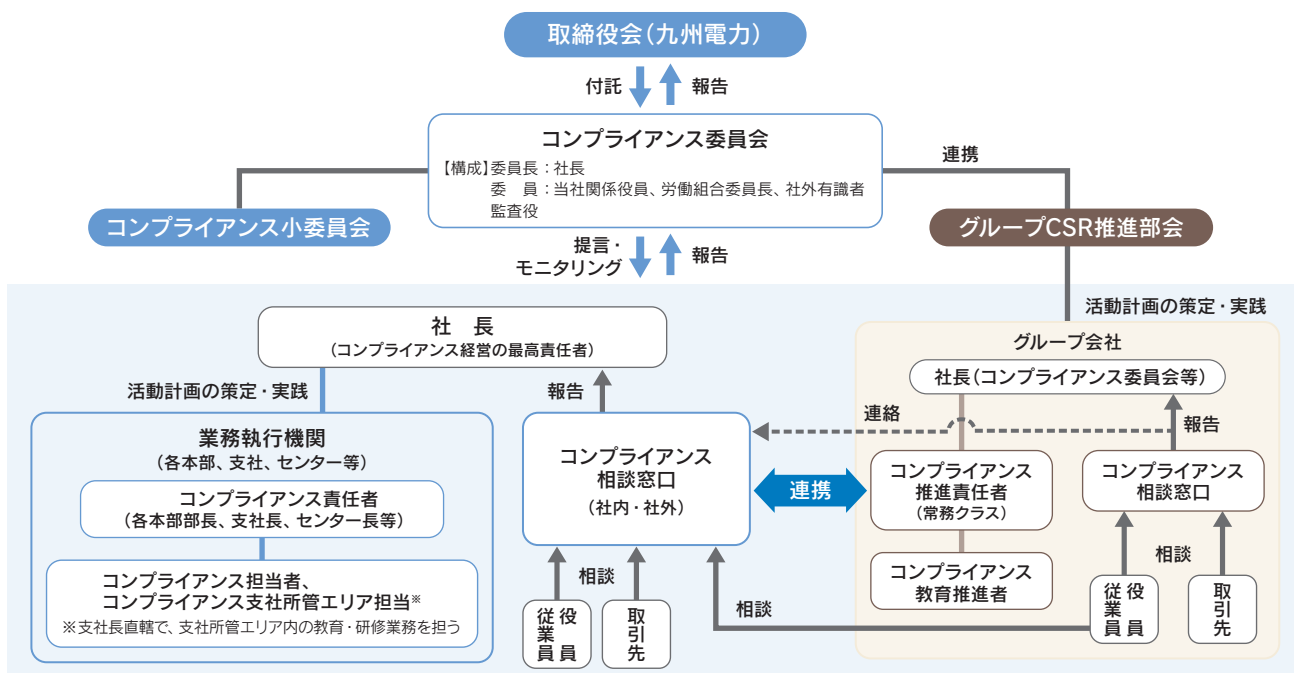 取締役会（九州電力）
付託
報告
コンプライアンス委員会
【構成】委員長：社長
委　員：当社関係役員、労働組合委員長、社外有識者
監査役
連携
コンプライアンス小委員会
グループCSR推進部会
提言・
モニタリング
報告
活動計画の策定・実践
社　長
（コンプライアンス経営の最高責任者）
活動計画の策定・実践
報告
業務執行機関
（各本部、支社、センター等）
コンプライアンス責任者
（各本部部長、支社長、センター長等）
コンプライアンス担当者、
コンプライアンス支社所管エリア担当※
※支社長直轄で、支社所管エリア内の教育・研修業務を担う
コンプライアンス
相談窓口
（社内・社外）
連携
相談
役員
従業員
取引先
相談
グループ会社
社長（コンプライアンス委員会等）
連絡
報告
コンプライアンス
推進責任者
（常務クラス）
コンプライアンス
教育推進者
コンプライアンス
相談窓口
相談
役員
従業員
取引先